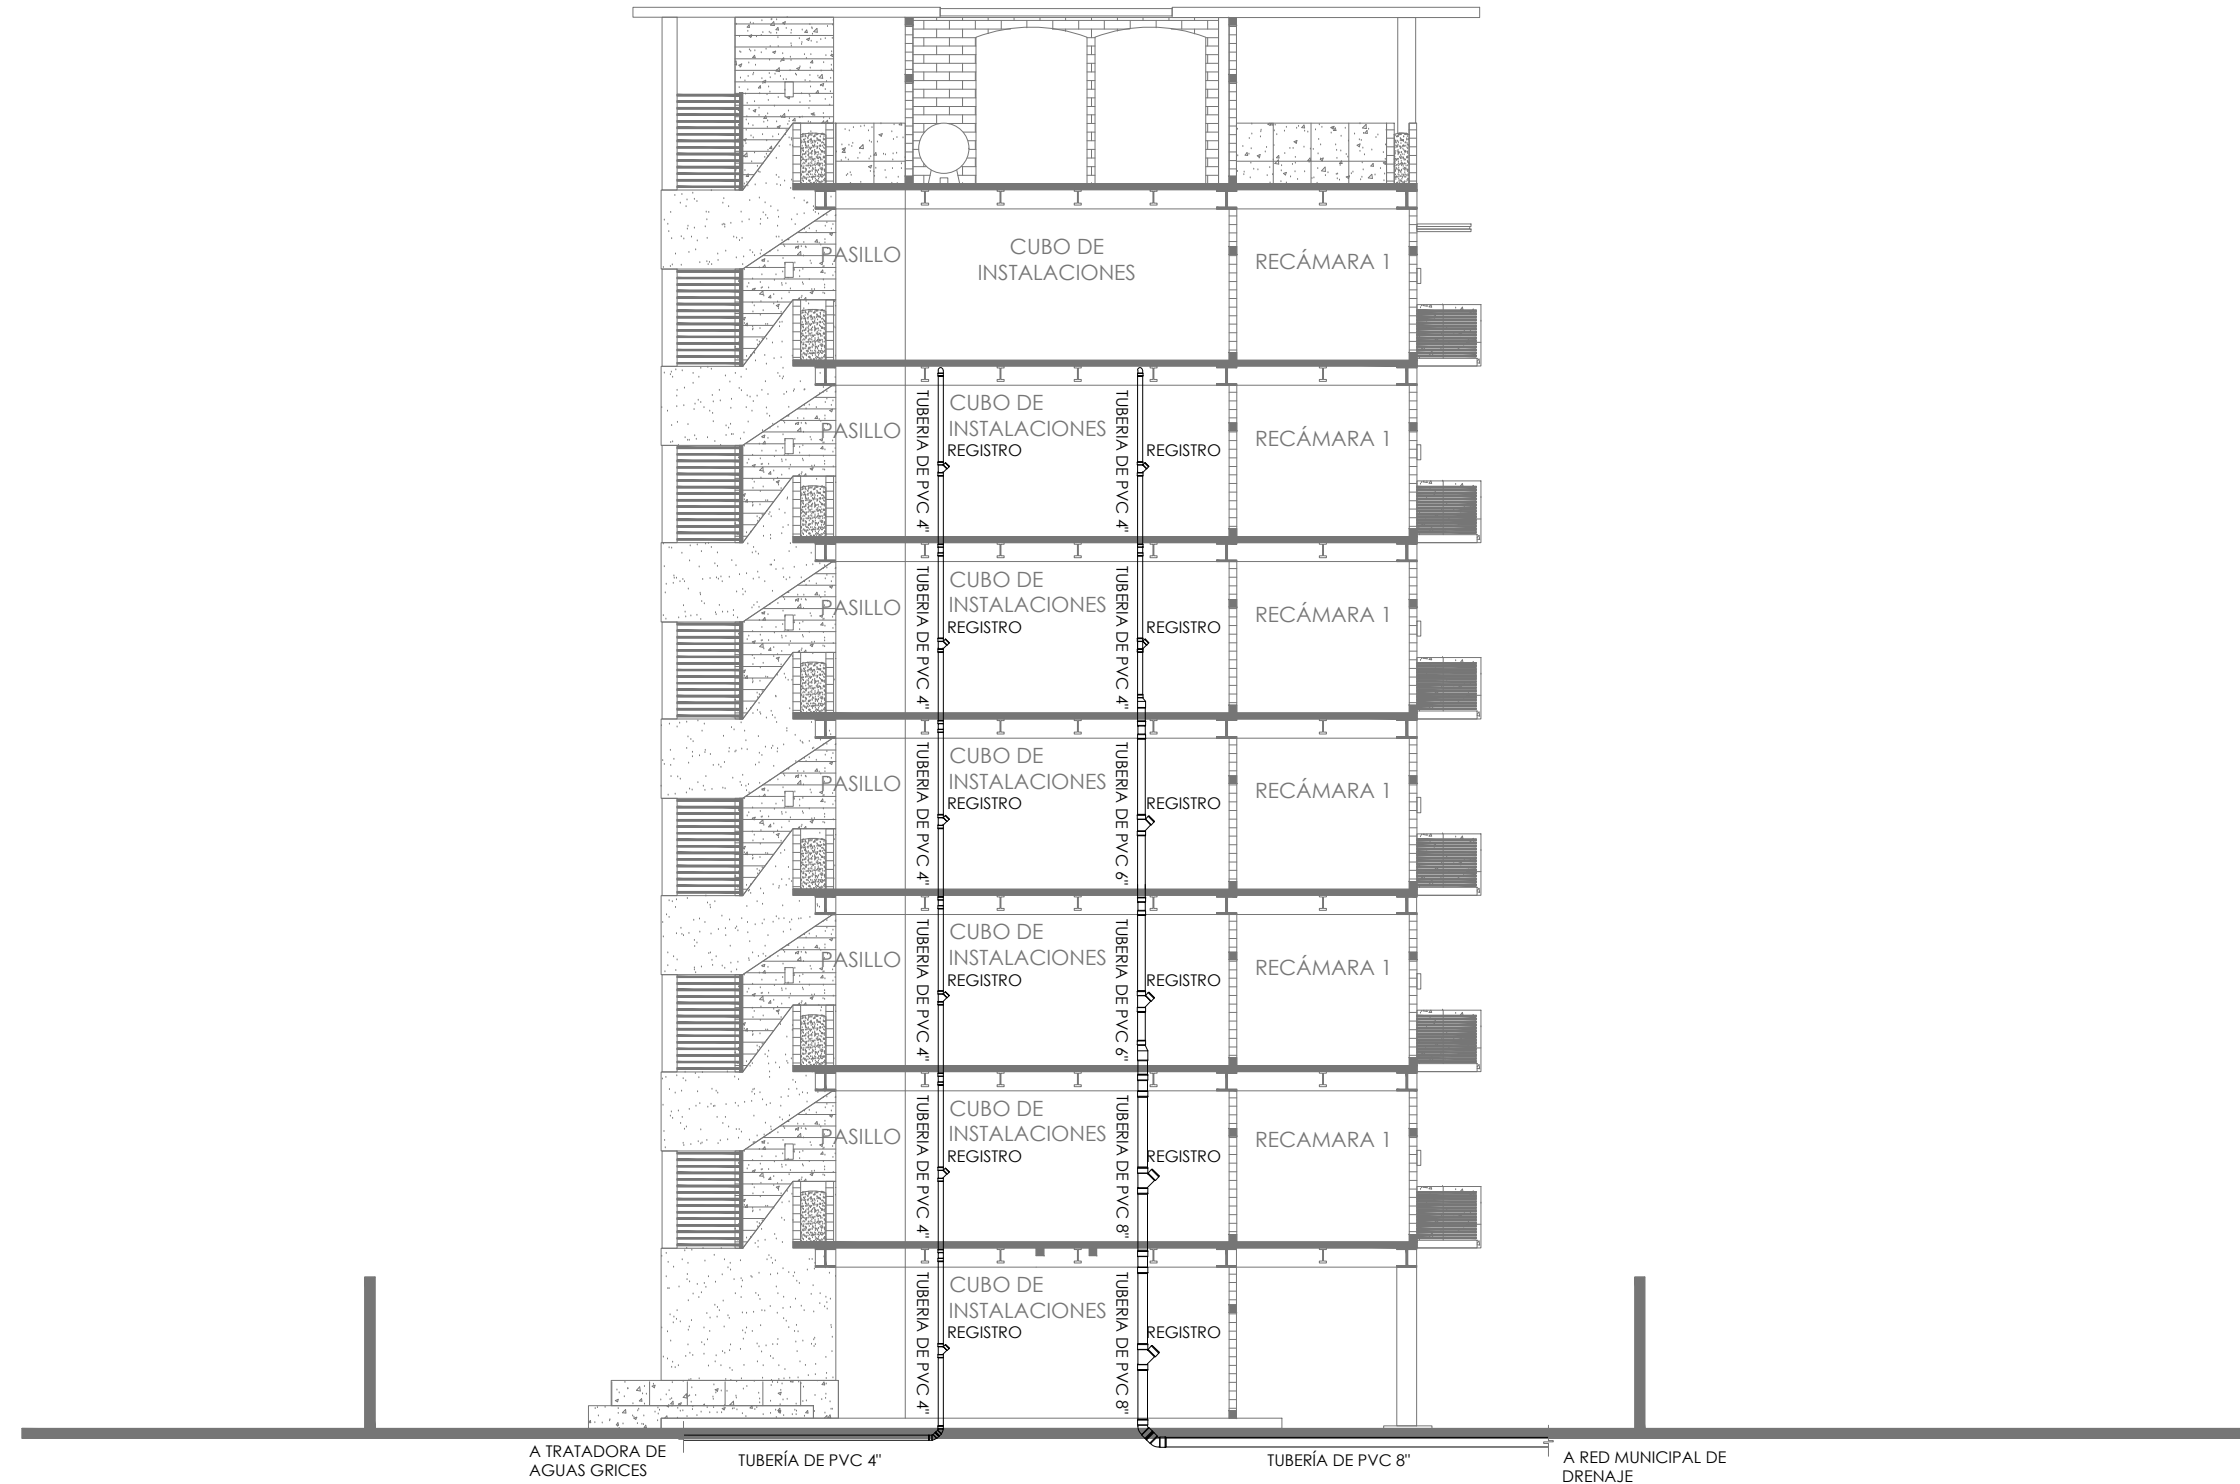 PASILLO
CUBO DE
INSTALACIONES
RECÁMARA 1
PASILLO
TUBERIA DE PVC 4"
CUBO DE
INSTALACIONES
REGISTRO
TUBERIA DE PVC 4"
REGISTRO
RECÁMARA 1
PASILLO
TUBERIA DE PVC 4"
CUBO DE
INSTALACIONES
REGISTRO
TUBERIA DE PVC 4"
REGISTRO
RECÁMARA 1
PASILLO
TUBERIA DE PVC 4"
CUBO DE
INSTALACIONES
REGISTRO
TUBERIA DE PVC 6"
REGISTRO
RECÁMARA 1
PASILLO
TUBERIA DE PVC 4"
CUBO DE
INSTALACIONES
REGISTRO
TUBERIA DE PVC 6"
REGISTRO
RECÁMARA 1
PASILLO
TUBERIA DE PVC 4"
CUBO DE
INSTALACIONES
REGISTRO
TUBERIA DE PVC 8"
REGISTRO
RECAMARA 1
TUBERIA DE PVC 4"
CUBO DE
INSTALACIONES
REGISTRO
TUBERIA DE PVC 8"
REGISTRO
A TRATADORA DE
AGUAS GRICES
TUBERÍA DE PVC 4"
TUBERÍA DE PVC 8"
A RED MUNICIPAL DE
DRENAJE